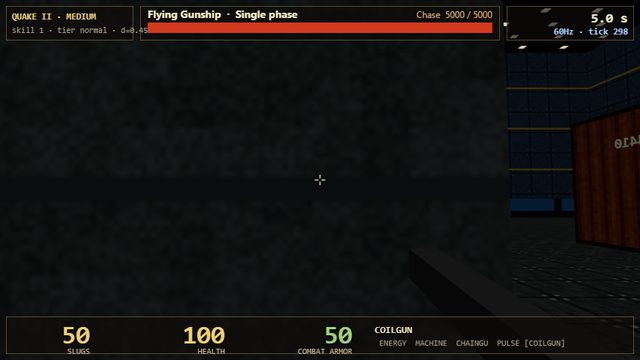 QUAKE II - MEDIUM
skill 1 · tier normal · d=0.45
Flying Gunship · Single phase
Chase 5000 / 5000
5.0 s
60Hz · tick 298
0410
50
SLUGS
100
HEALTH
50
COMBAT ARMOR
COILGUN
ENERGY MACHINE CHAINGU PULSE [COILGUN]